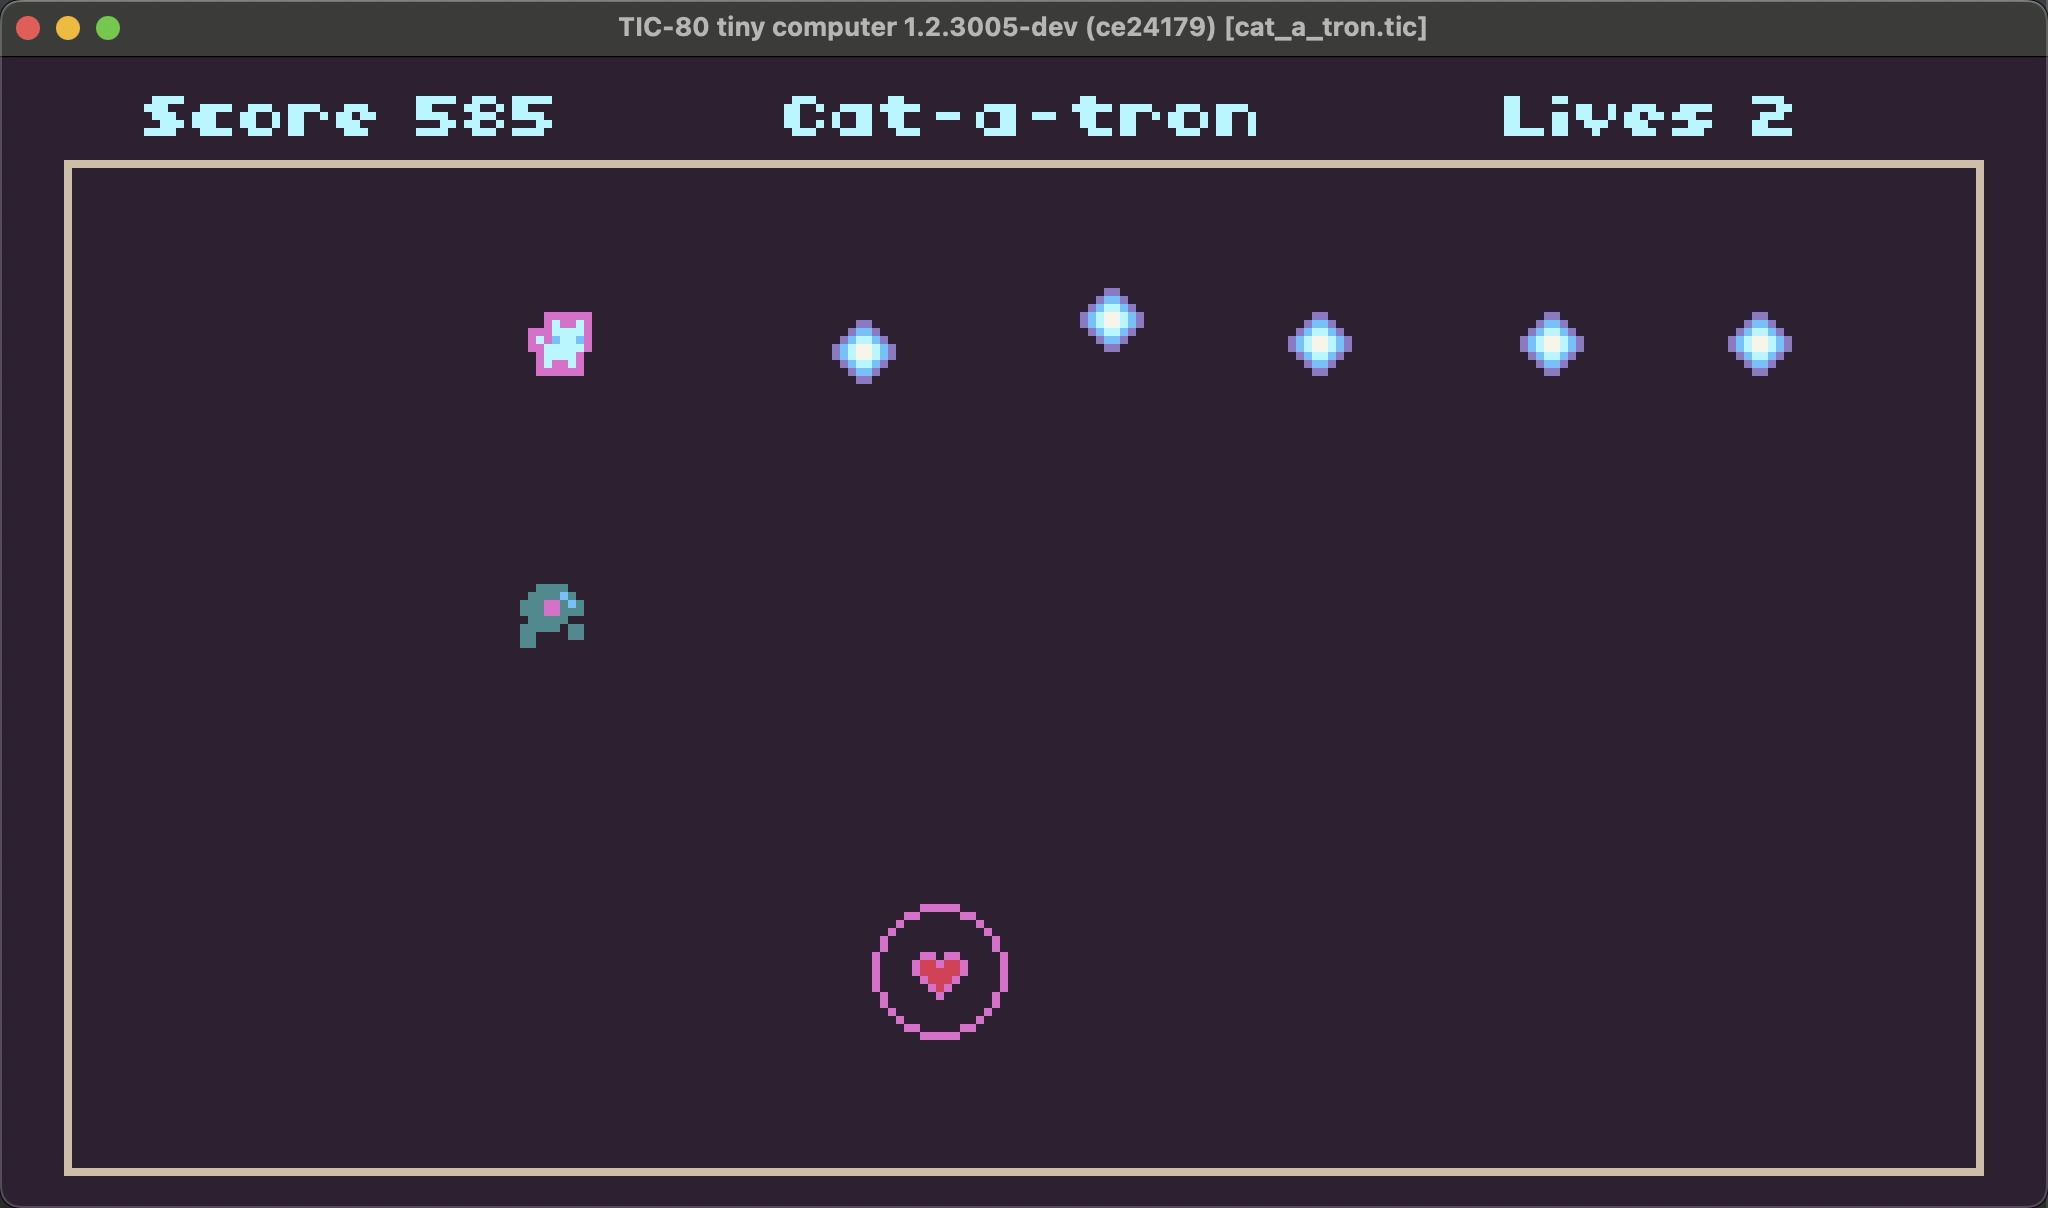 TIC-80 tiny computer 1.2.3005-dev (ce24179) [cat_a_tron.tic]
Score 585 Cat-a-tron Lives 2